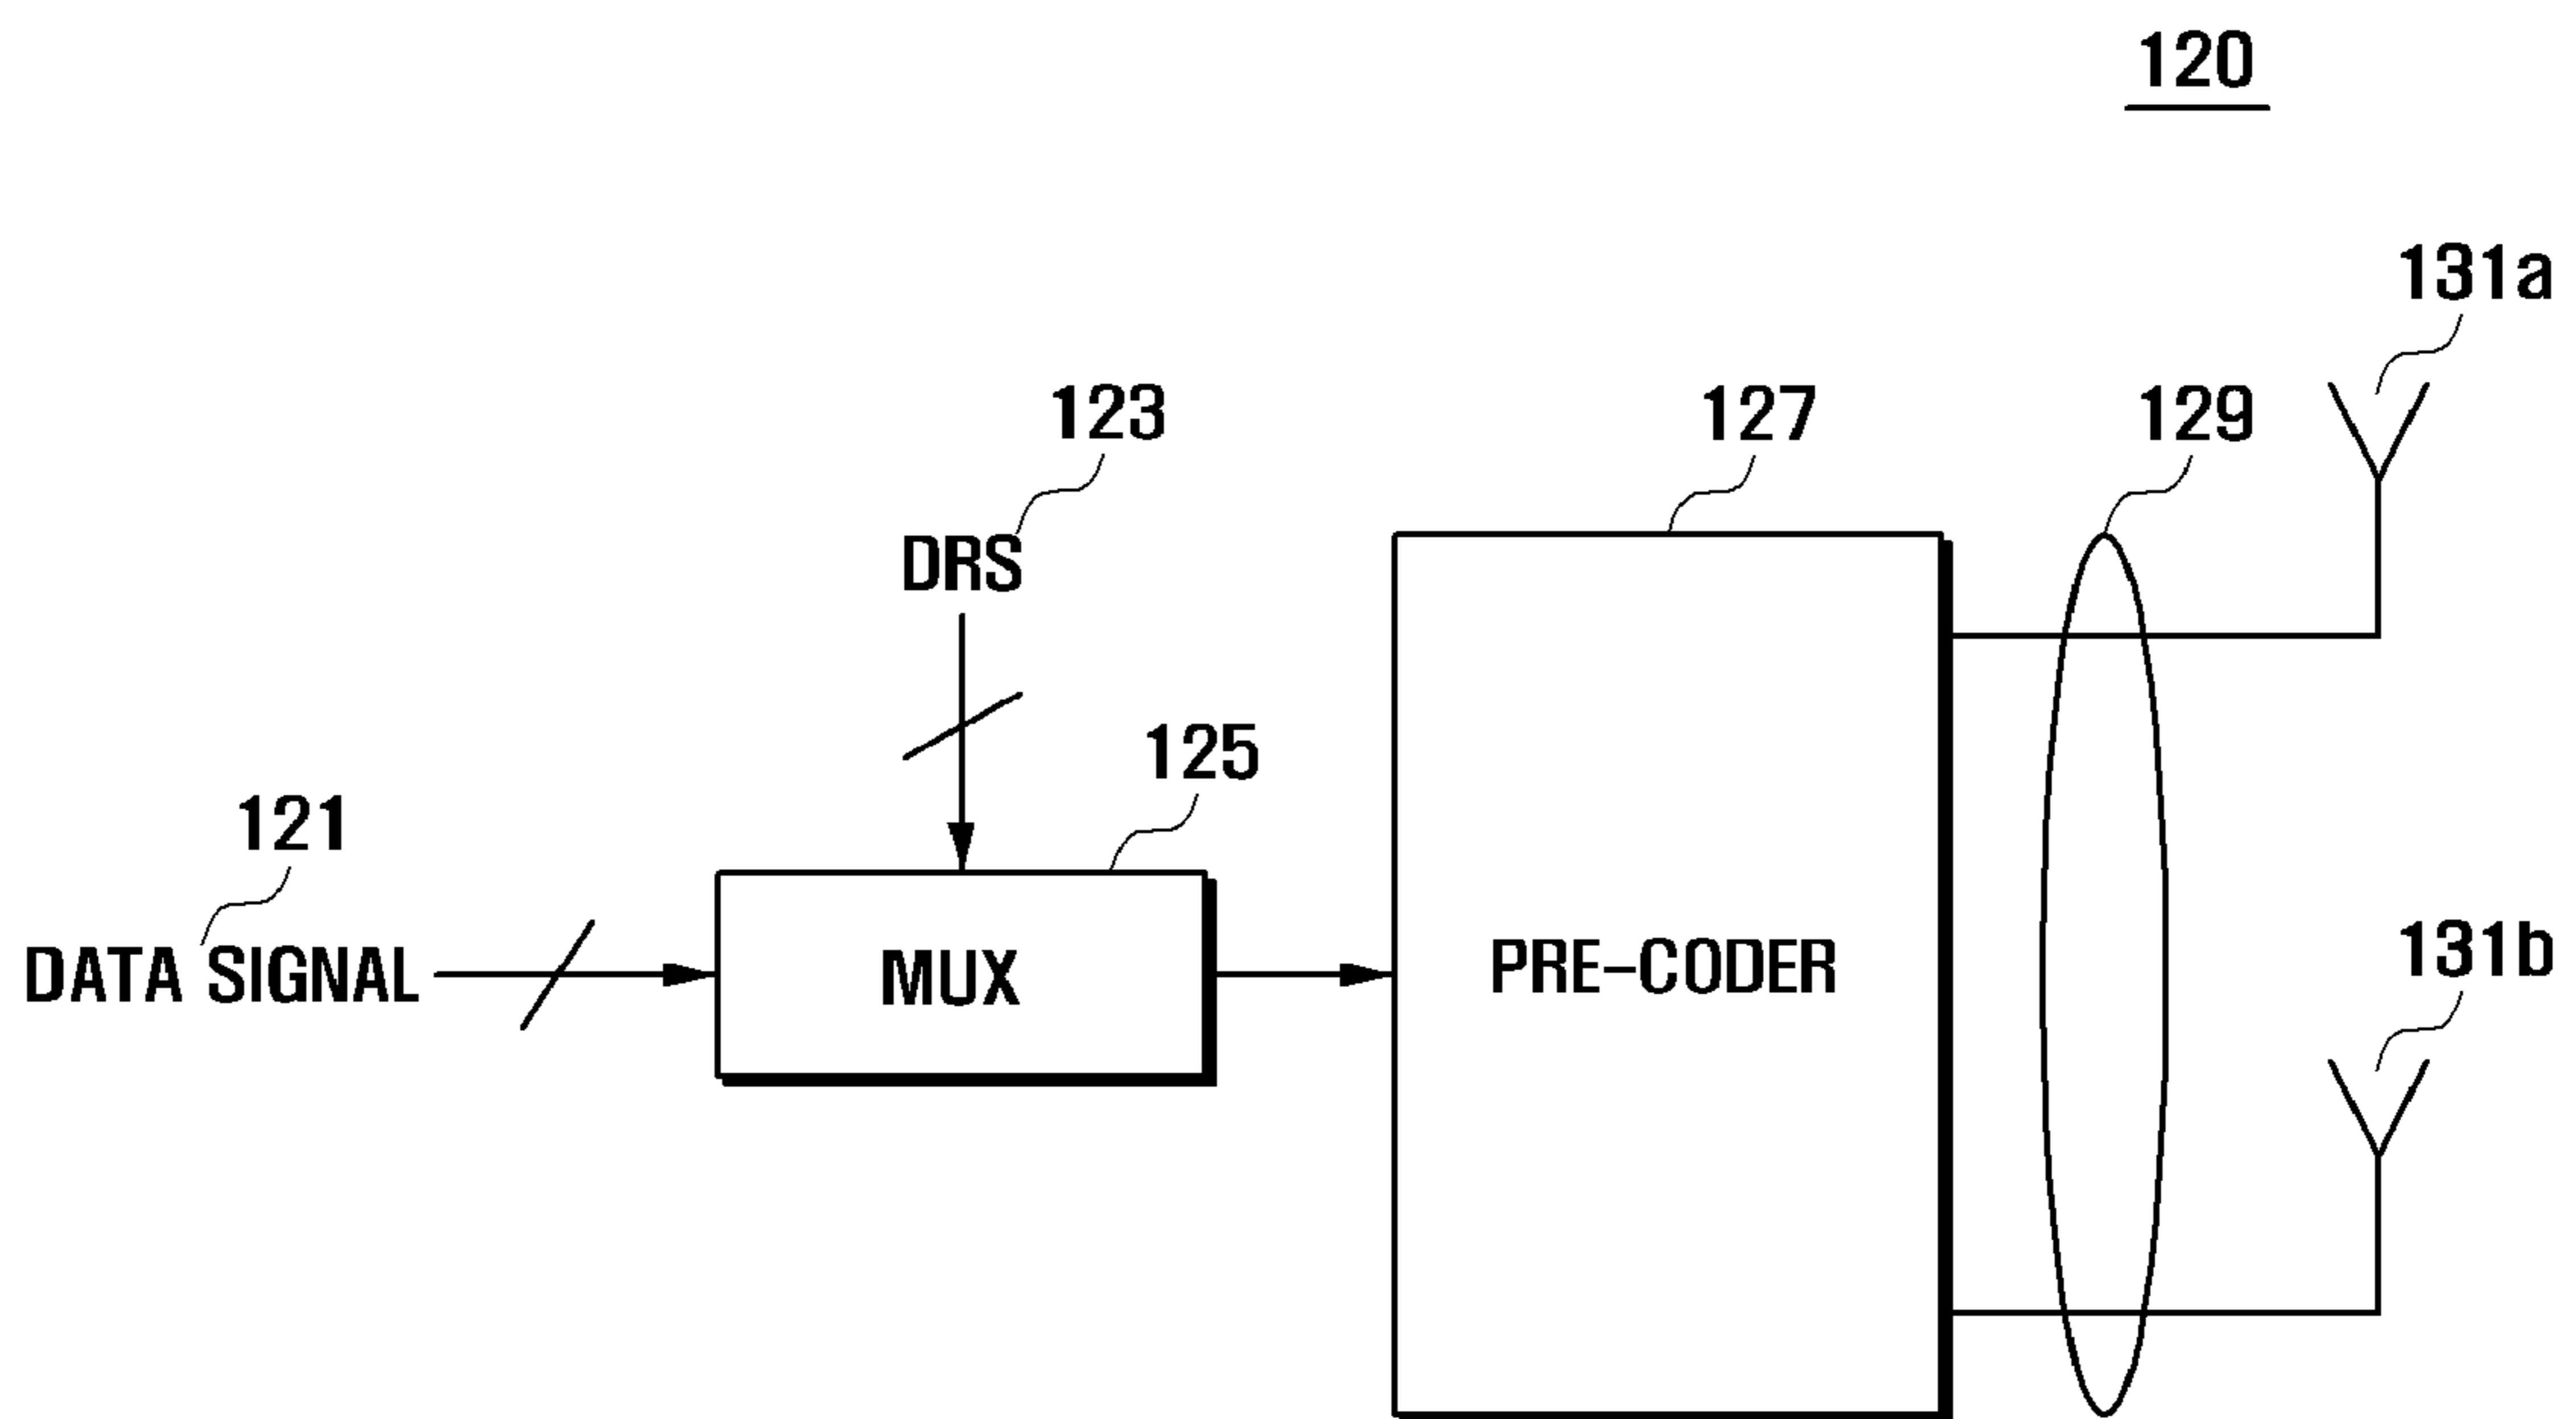 120
131a
123
127
129
DRS
125
121
131b
DATA SIGNAL
MUX
PRE-CODER